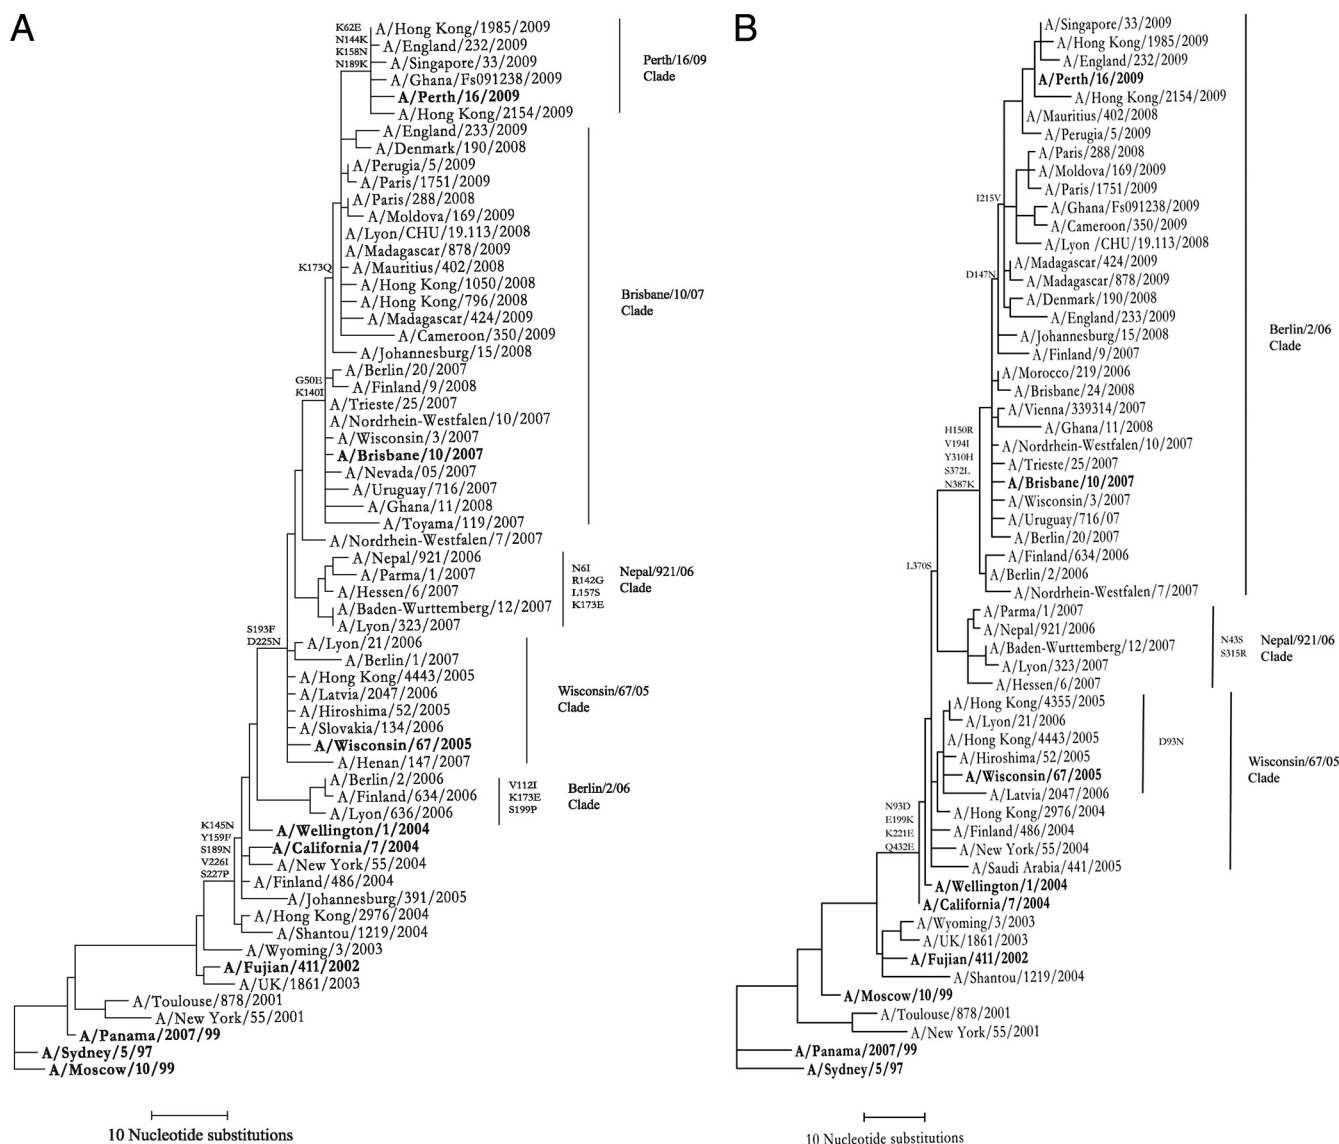 A
K62E
N144K
K158N
N189K
A/Hong Kong/1985/2009
A/England/232/2009
A/Singapore/33/2009
A/Ghana/Fs091238/2009
A/Perth/16/2009
A/Hong Kong/2154/2009
Perth/16/09
Clade
A/England/233/2009
A/Denmark/190/2008
A/Perugia/5/2009
A/Paris/1751/2009
A/Paris/288/2008
A/Moldova/169/2009
A/Lyon/CHU/19.113/2008
A/Madagascar/878/2009
K173Q
A/Mauritius/402/2008
A/Hong Kong/1050/2008
A/Hong Kong/796/2008
A/Madagascar/424/2009
A/Cameroon/350/2009
A/Johannesburg/15/2008
Brisbane/10/07
Clade
A/Berlin/20/2007
G50E
K140I
A/Finland/9/2008
A/Trieste/25/2007
A/Nordrhein-Westfalen/10/2007
A/Wisconsin/3/2007
A/Brisbane/10/2007
A/Nevada/05/2007
A/Uruguay/716/2007
A/Ghana/11/2008
A/Toyama/119/2007
A/Nordrhein-Westfalen/7/2007
A/Nepal/921/2006
A/Parma/1/2007
A/Hessen/6/2007
A/Baden-Wurttemberg/12/2007
A/Lyon/323/2007
N6I
R142G
L157S
K173E
Nepal/921/06
Clade
S193F
D225N
A/Lyon/21/2006
A/Berlin/1/2007
A/Hong Kong/4443/2005
A/Latvia/2047/2006
A/Hiroshima/52/2005
A/Slovakia/134/2006
A/Wisconsin/67/2005
A/Henan/147/2007
Wisconsin/67/05
Clade
A/Berlin/2/2006
A/Finland/634/2006
A/Lyon/636/2006
V112I
K173E
S199P
Berlin/2/06
Clade
K145N
Y159F
S189N
V226I
S227P
A/Wellington/1/2004
A/California/7/2004
A/New York/55/2004
A/Finland/486/2004
A/Johannesburg/391/2005
A/Hong Kong/2976/2004
A/Shantou/1219/2004
A/Wyoming/3/2003
A/Fujian/411/2002
A/UK/1861/2003
A/Toulouse/878/2001
A/New York/55/2001
A/Panama/2007/99
A/Sydney/5/97
A/Moscow/10/99
10 Nucleotide substitutions
B
A/Singapore/33/2009
A/Hong Kong/1985/2009
A/England/232/2009
A/Perth/16/2009
A/Hong Kong/2154/2009
A/Mauritius/402/2008
A/Perugia/5/2009
A/Paris/288/2008
A/Moldova/169/2009
A/Paris/1751/2009
I215V
A/Ghana/Fs091238/2009
A/Cameroon/350/2009
A/Lyon /CHU/19.113/2008
A/Madagascar/424/2009
D147N
A/Madagascar/878/2009
A/Denmark/190/2008
A/England/233/2009
A/Johannesburg/15/2008
A/Finland/9/2007
Berlin/2/06
Clade
A/Morocco/219/2006
A/Brisbane/24/2008
A/Vienna/339314/2007
A/Ghana/11/2008
H150R
V194I
Y310H
S372L
N387K
A/Nordrhein-Westfalen/10/2007
A/Trieste/25/2007
A/Brisbane/10/2007
A/Wisconsin/3/2007
A/Uruguay/716/07
A/Berlin/20/2007
A/Finland/634/2006
L370S
A/Berlin/2/2006
A/Nordrhein-Westfalen/7/2007
A/Parma/1/2007
A/Nepal/921/2006
A/Baden-Wurttemberg/12/2007
A/Lyon/323/2007
A/Hessen/6/2007
N43S
S315R
Nepal/921/06
Clade
A/Hong Kong/4355/2005
A/Lyon/21/2006
A/Hong Kong/4443/2005
A/Hiroshima/52/2005
A/Wisconsin/67/2005
A/Latvia/2047/2006
D93N
Wisconsin/67/05
Clade
N93D
E199K
K221E
Q432E
A/Hong Kong/2976/2004
A/Finland/486/2004
A/New York/55/2004
A/Saudi Arabia/441/2005
A/Wellington/1/2004
A/California/7/2004
A/Wyoming/3/2003
A/UK/1861/2003
A/Fujian/411/2002
A/Shantou/1219/2004
A/Moscow/10/99
A/Toulouse/878/2001
A/New York/55/2001
A/Panama/2007/99
A/Sydney/5/97
10 Nucleotide substitutions